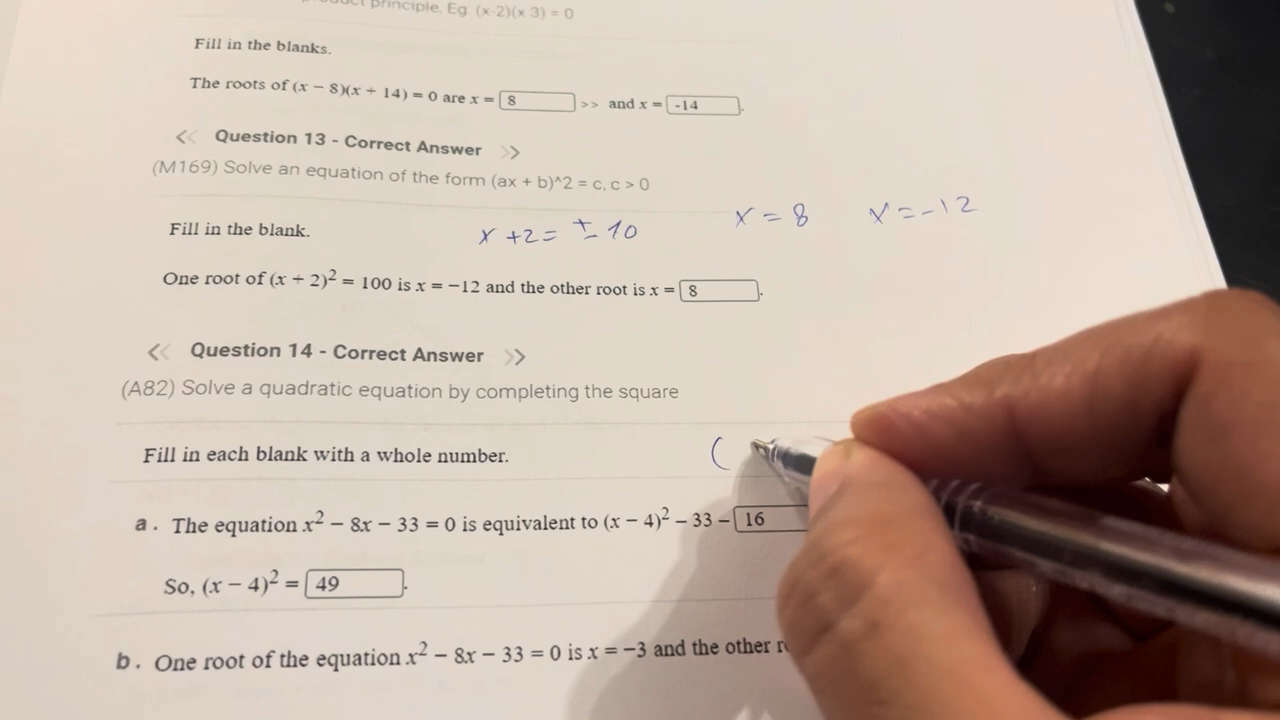 principle, Eg: (x-2)(x 3) = 0
Fill in the blanks.
The roots of (x − 8)(x + 14) = 0 are x = 8 >> and x = -14.
<< Question 13 - Correct Answer >>
(M169) Solve an equation of the form (ax + b)^2 = c, c > 0
x = 8 x = -12
Fill in the blank. x + 2 = ± 10
One root of (x + 2)² = 100 is x = −12 and the other root is x = 8.
<< Question 14 - Correct Answer >>
(A82) Solve a quadratic equation by completing the square
Fill in each blank with a whole number. (
a. The equation x² − 8x − 33 = 0 is equivalent to (x − 4)² − 33 − 16
So, (x − 4)² = 49.
b. One root of the equation x² − 8x − 33 = 0 is x = −3 and the other